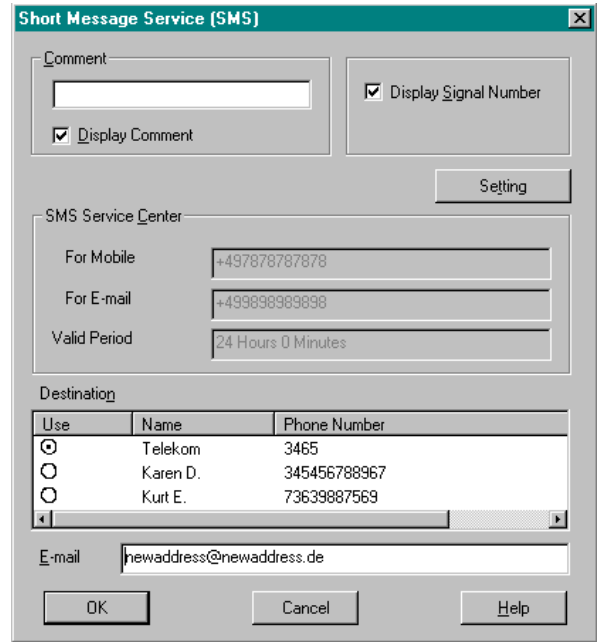 Short Message Service (SMS)
Comment
Display Comment
Display Signal Number
Setting
SMS Service Center
For Mobile +497878787878
For E-mail +499898989898
Valid Period 24 Hours 0 Minutes
Destination
Use Name Phone Number
Telekom 3465
Karen D. 345456788967
Kurt E. 73639887569
E-mail newaddress@newaddress.de
OK Cancel Help